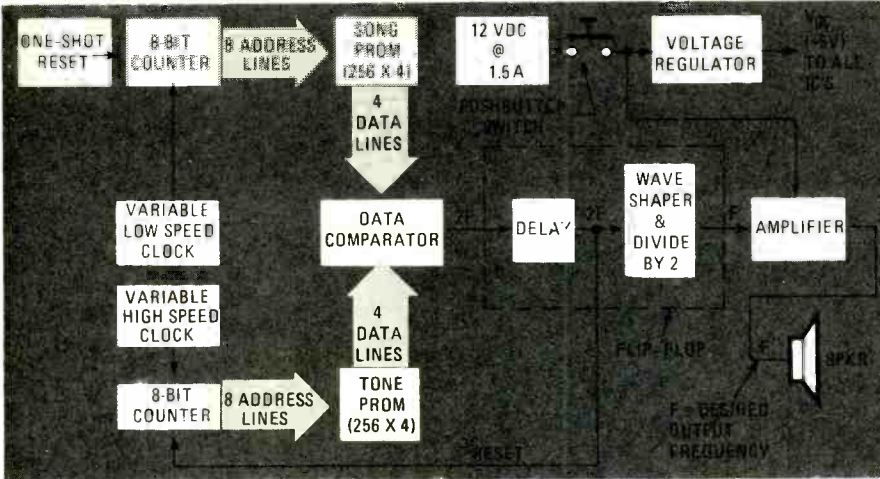 ONE-SHOT
RESET
8-BIT
COUNTER
8 ADDRESS
LINES
SONG
PROM
(256 X 4)
12 VDC
@
1.5 A
PUSHBUTTON
SWITCH
VOLTAGE
REGULATOR
(+5V)
TO ALL
IC'S
4
DATA
LINES
VARIABLE
LOW SPEED
CLOCK
DATA
COMPARATOR
2F
DELAY
2F
WAVE
SHAPER
&
DIVIDE
BY 2
F
AMPLIFIER
VARIABLE
HIGH SPEED
CLOCK
4
DATA
LINES
FLIP-FLOP
F
SPKR
8-BIT
COUNTER
8 ADDRESS
LINES
TONE
PROM
(256 X 4)
F = DESIRED
OUTPUT
FREQUENCY
RESET